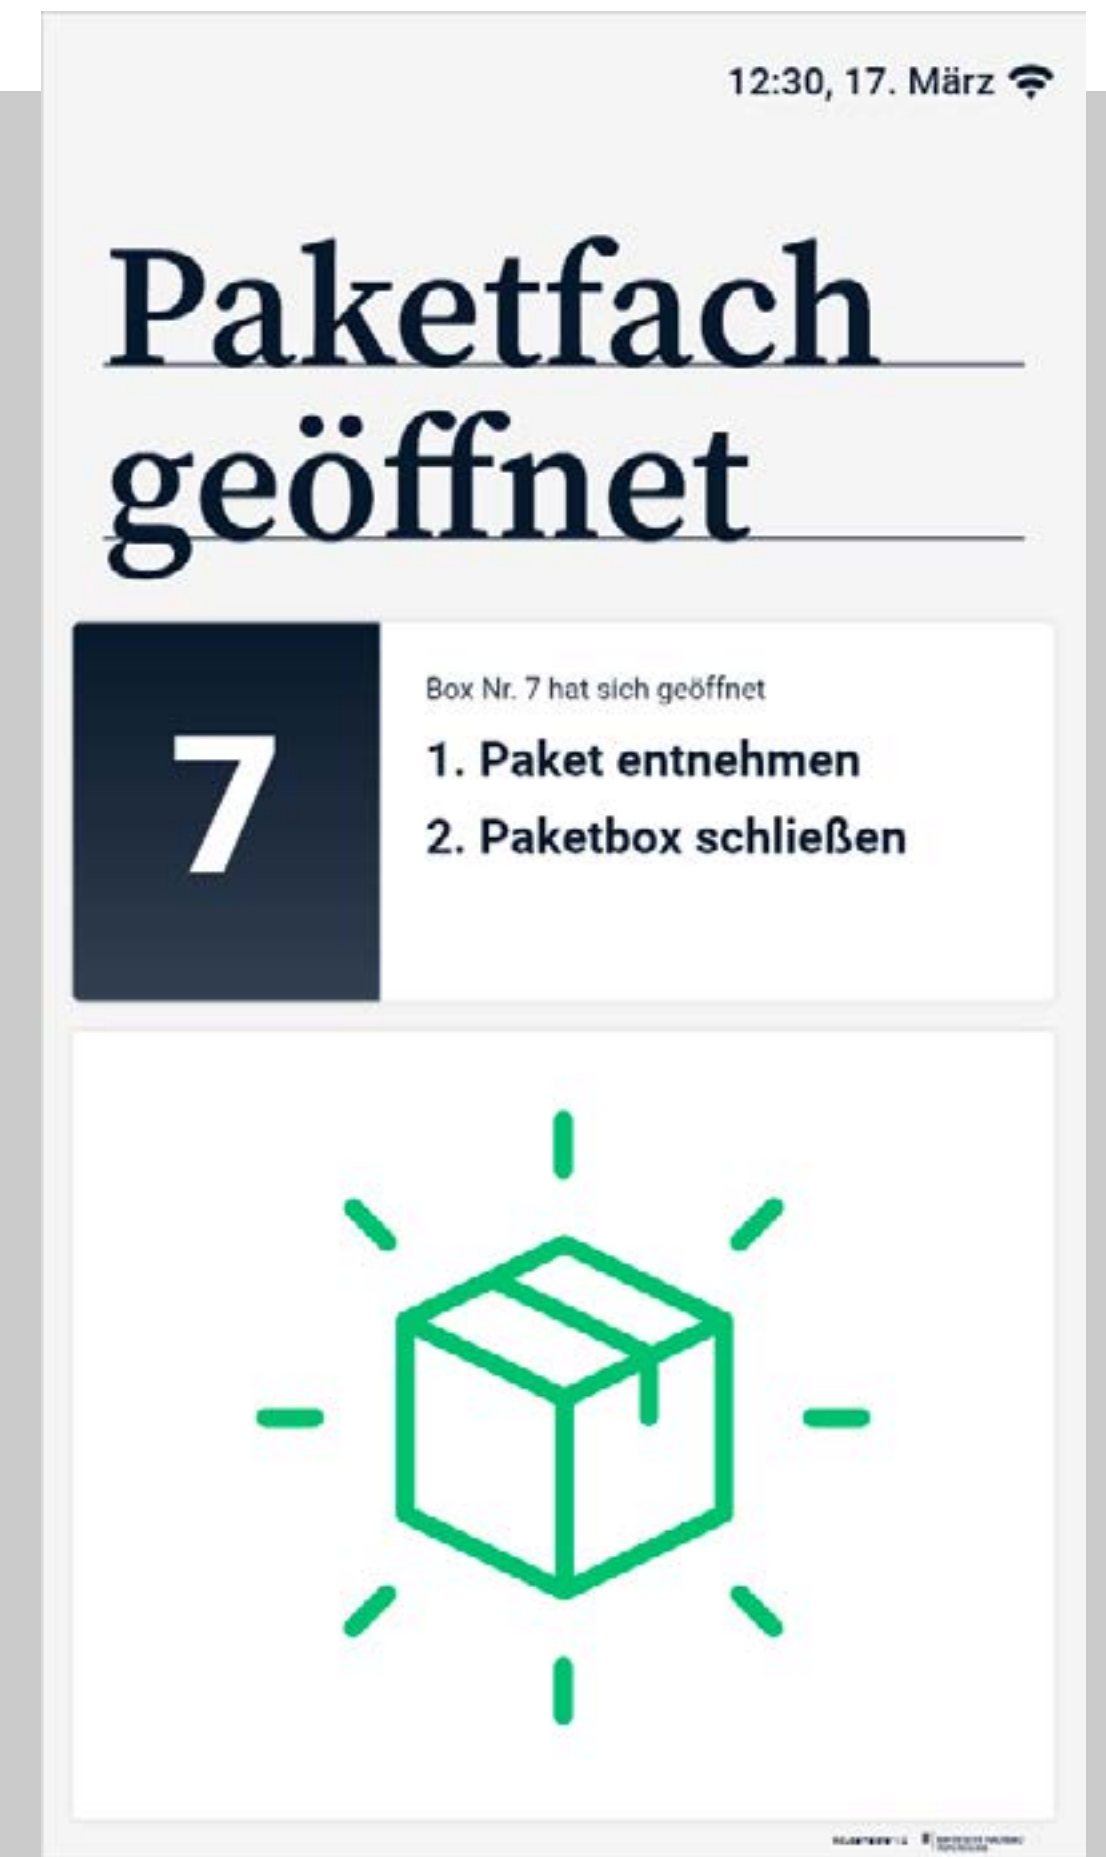 12:30, 17. März
Paketfach
geöffnet
7
Box Nr. 7 hat sich geöffnet
1. Paket entnehmen
2. Paketbox schließen